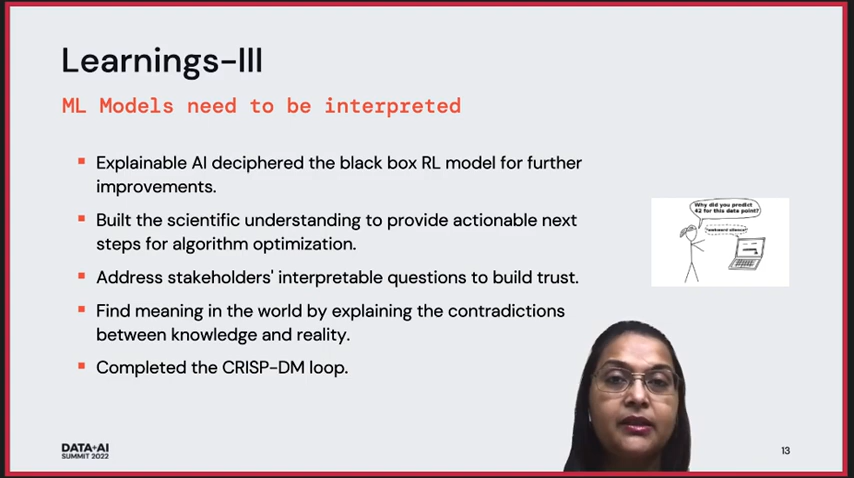 Learnings-III
ML Models need to be interpreted
Explainable AI deciphered the black box RL model for further
improvements.
Built the scientific understanding to provide actionable next
steps for algorithm optimization.
Address stakeholders' interpretable questions to build trust.
Find meaning in the world by explaining the contradictions
between knowledge and reality.
Completed the CRISP-DM loop.
Why did you predict
42 for this data point?
*awkward silence*
DATA+AI
SUMMIT 2022
13